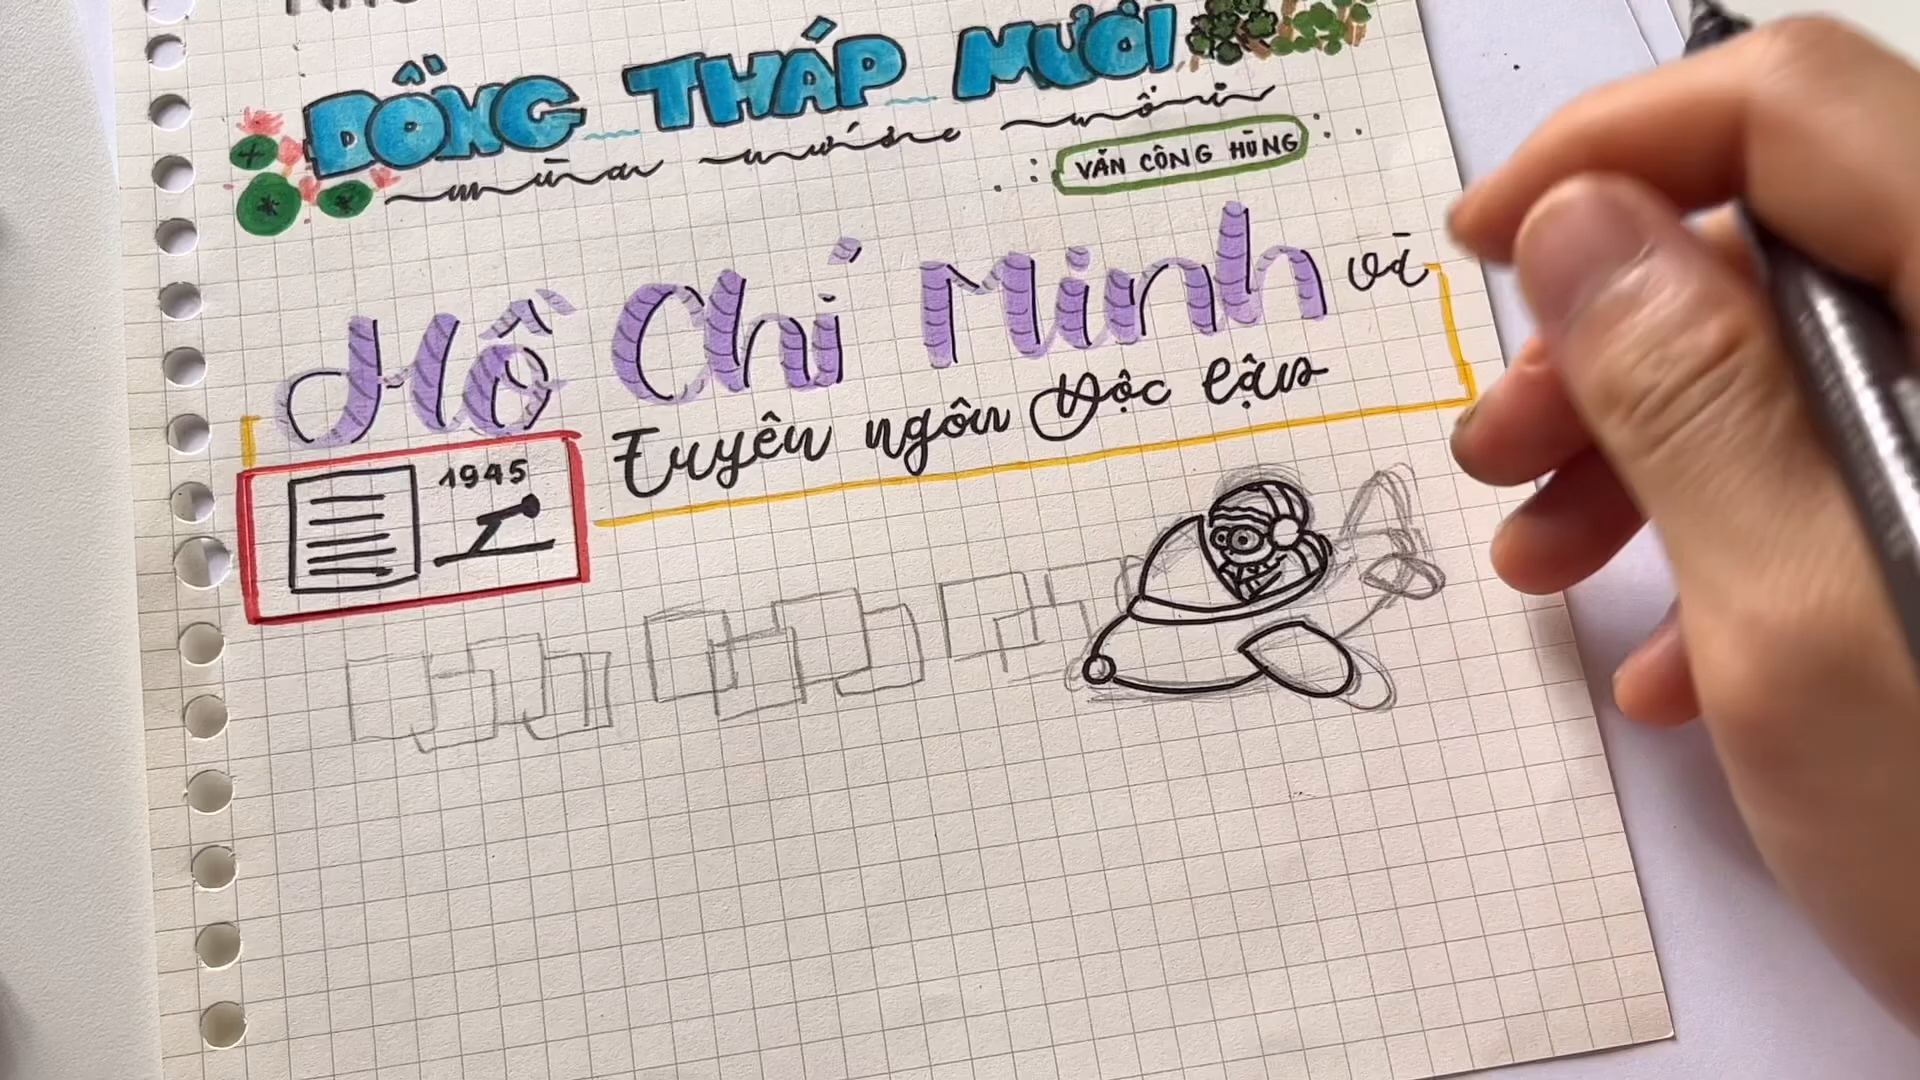 ĐỒNG THÁP MƯỜI
mùa nước nổi
VĂN CÔNG HÙNG
Hồ Chí Minh và
Tuyên ngôn Độc lập
1945